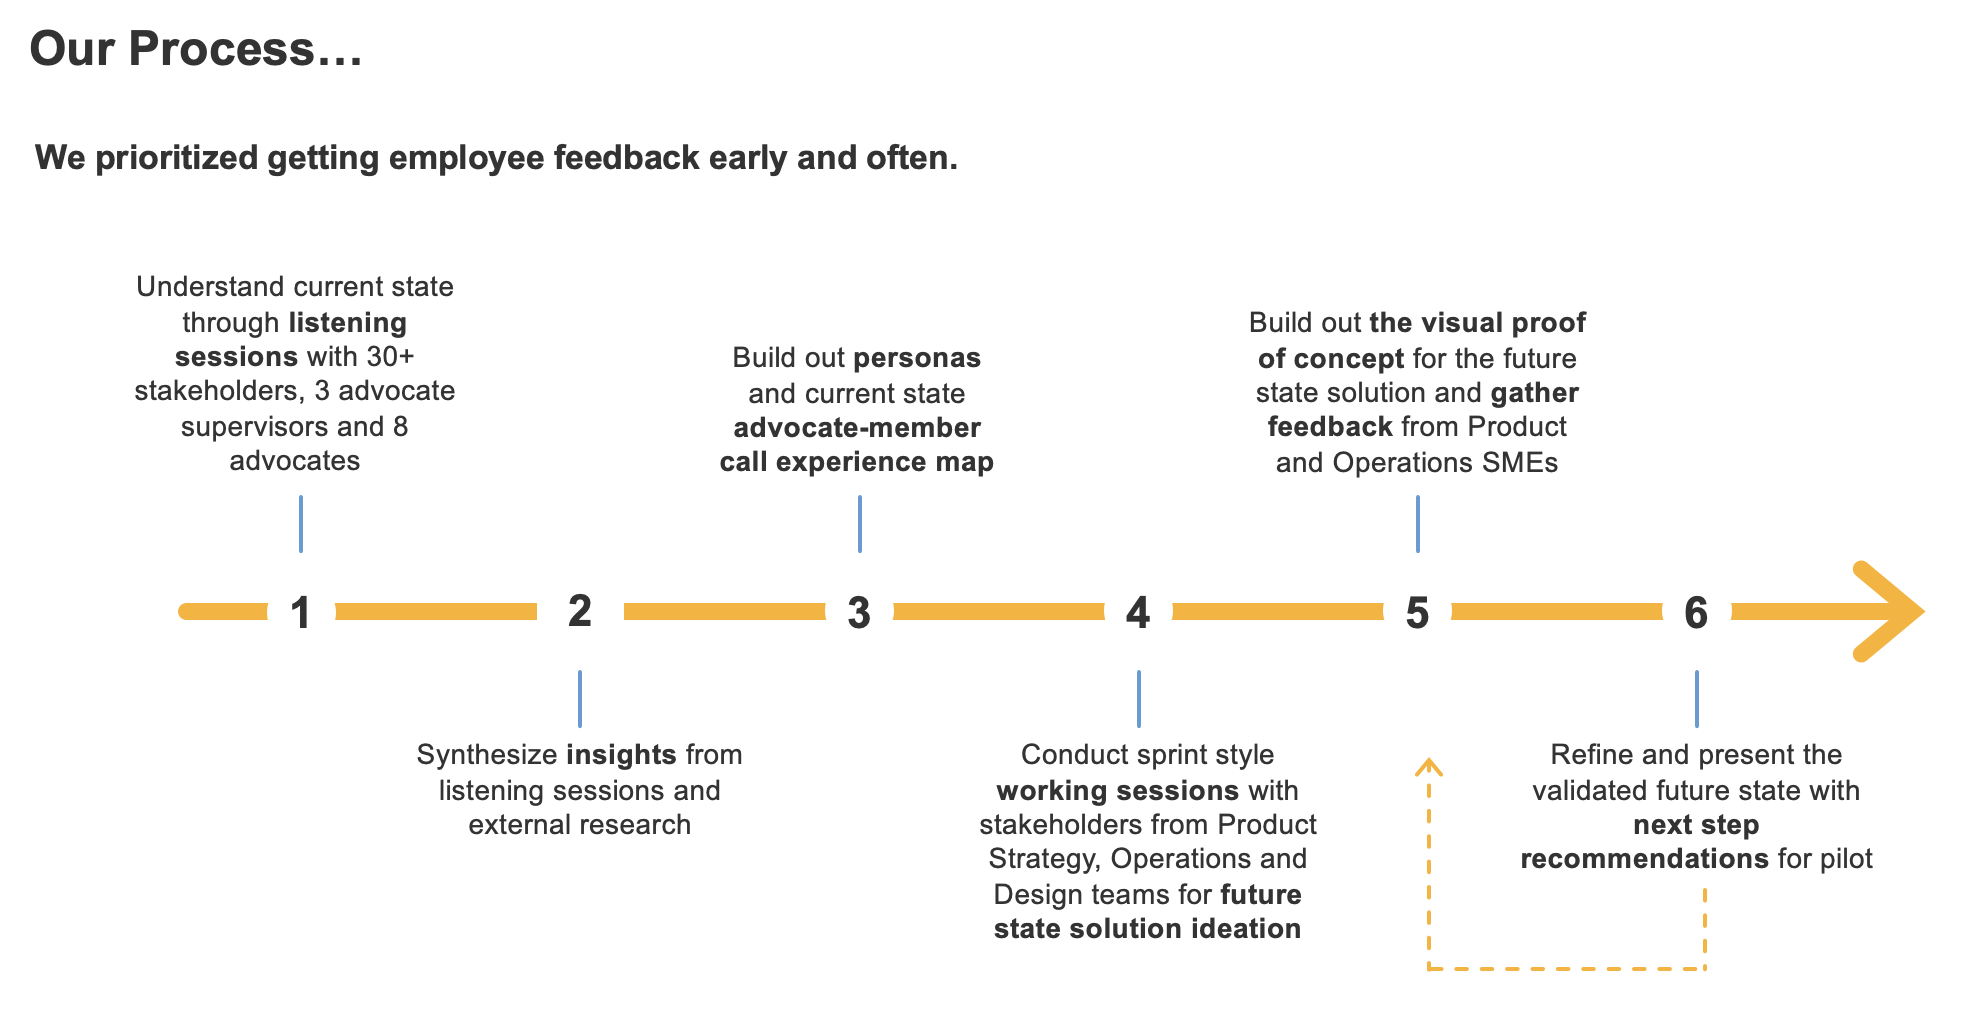 Our Process…
We prioritized getting employee feedback early and often.
Understand current state
through listening
sessions with 30+
stakeholders, 3 advocate
supervisors and 8
advocates
Build out personas
and current state
advocate-member
call experience map
Build out the visual proof
of concept for the future
state solution and gather
feedback from Product
and Operations SMEs
1
2
3
4
5
6
Synthesize insights from
listening sessions and
external research
Conduct sprint style
working sessions with
stakeholders from Product
Strategy, Operations and
Design teams for future
state solution ideation
Refine and present the
validated future state with
next step
recommendations for pilot